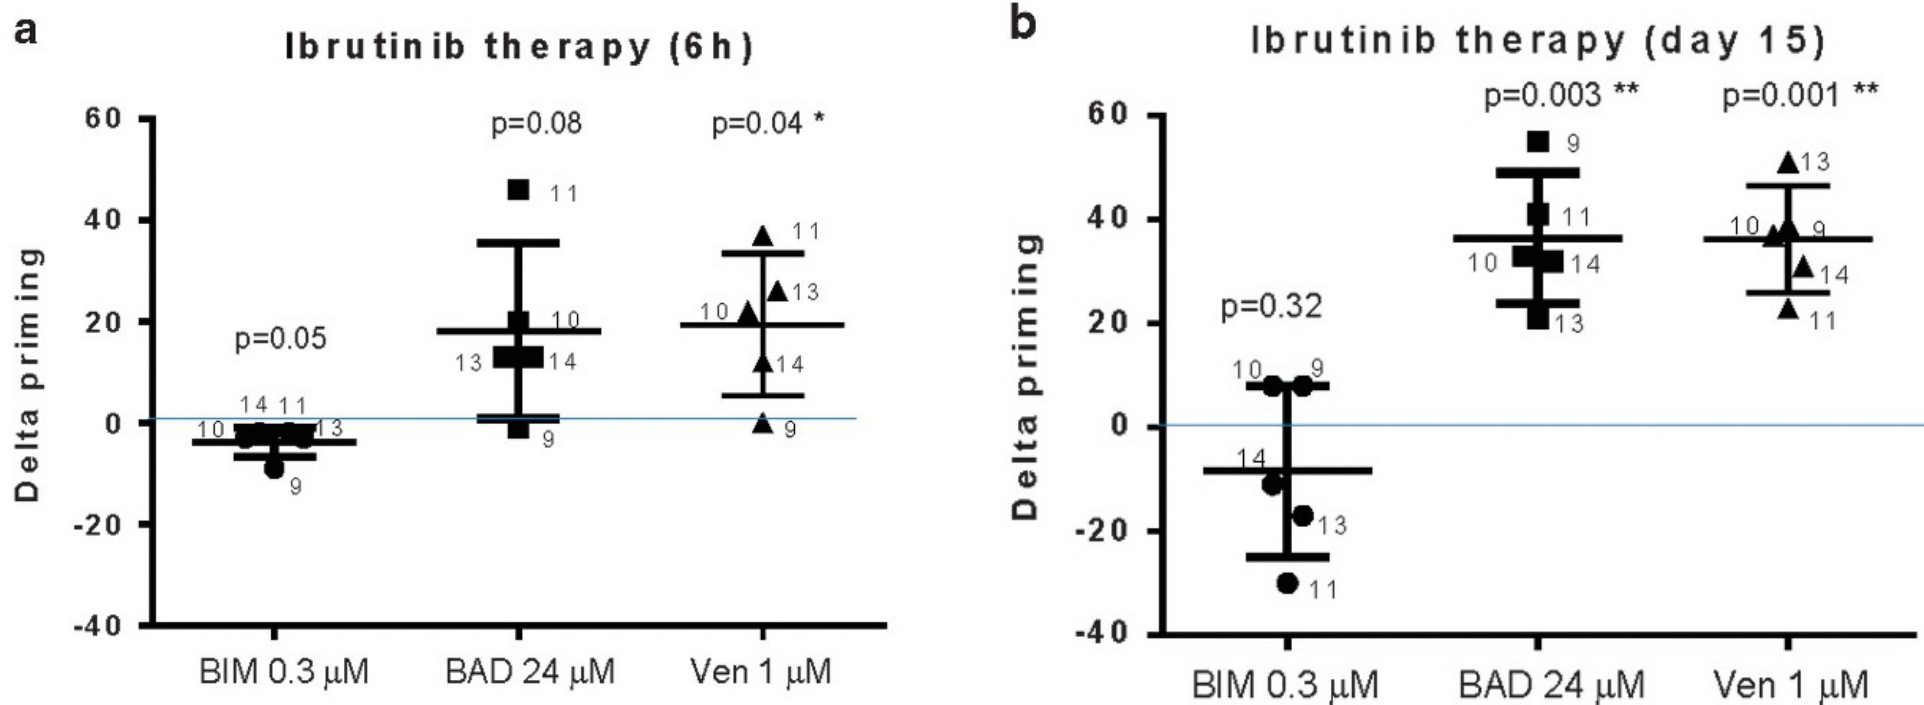 a
Ibrutinib therapy (6h)
Delta priming
60
40
20
0
-20
-40
p=0.05
p=0.08
p=0.04 *
14 11
10
13
9
11
10
13
14
9
11
13
10
14
9
BIM 0.3 μM
BAD 24 μM
Ven 1 μM
b
Ibrutinib therapy (day 15)
Delta priming
60
40
20
0
-20
-40
p=0.32
p=0.003 **
p=0.001 **
10
9
14
13
11
9
11
10
14
13
13
10
9
14
11
BIM 0.3 μM
BAD 24 μM
Ven 1 μM